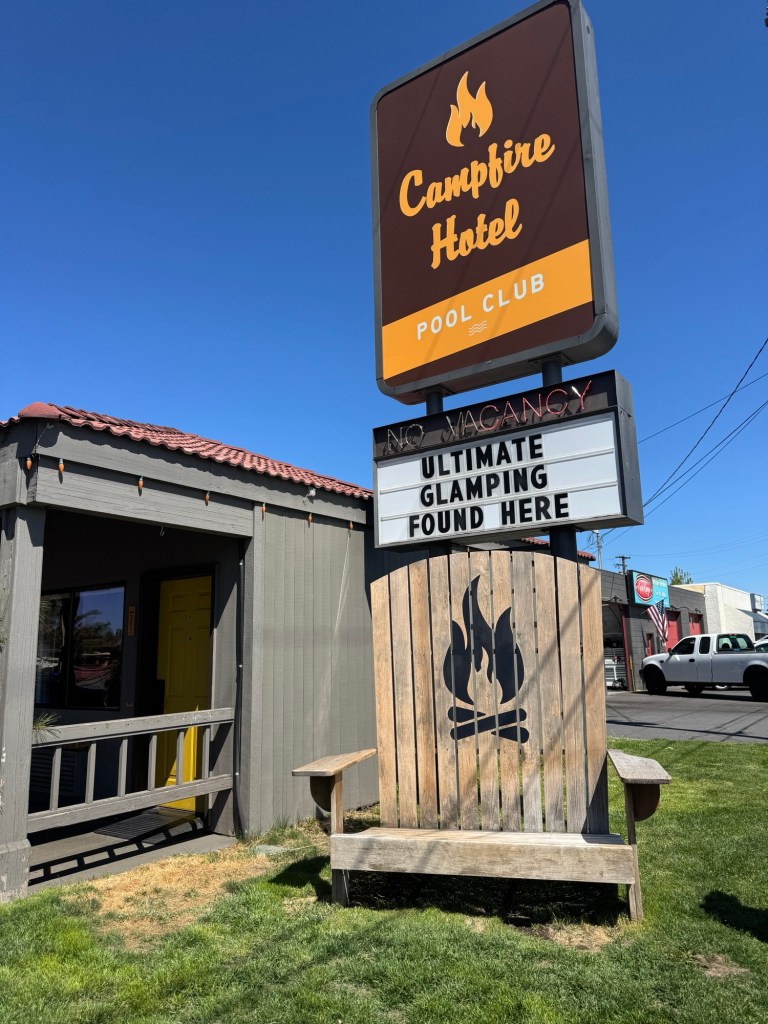 Campfire
Hotel
POOL CLUB
NO VACANCY
ULTIMATE
GLAMPING
FOUND HERE